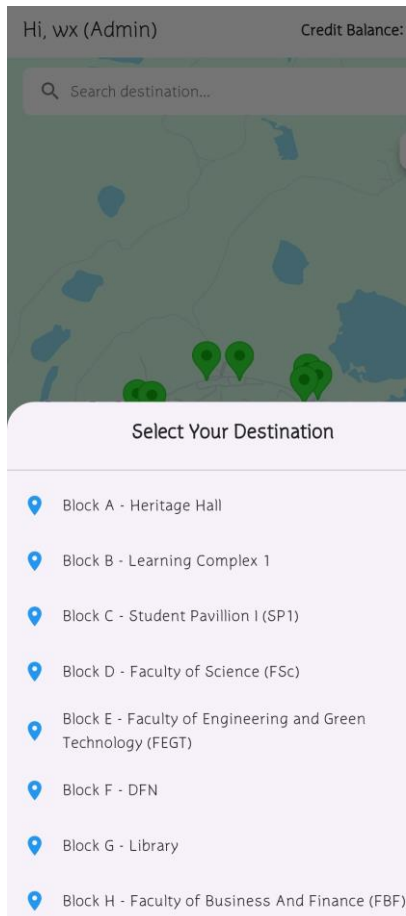 Hi, wx (Admin)
Credit Balance:
Search destination...
Select Your Destination
Block A - Heritage Hall
Block B - Learning Complex 1
Block C - Student Pavillion I (SP1)
Block D - Faculty of Science (FSc)
Block E - Faculty of Engineering and Green
Technology (FEGT)
Block F - DFN
Block G - Library
Block H - Faculty of Business And Finance (FBF)